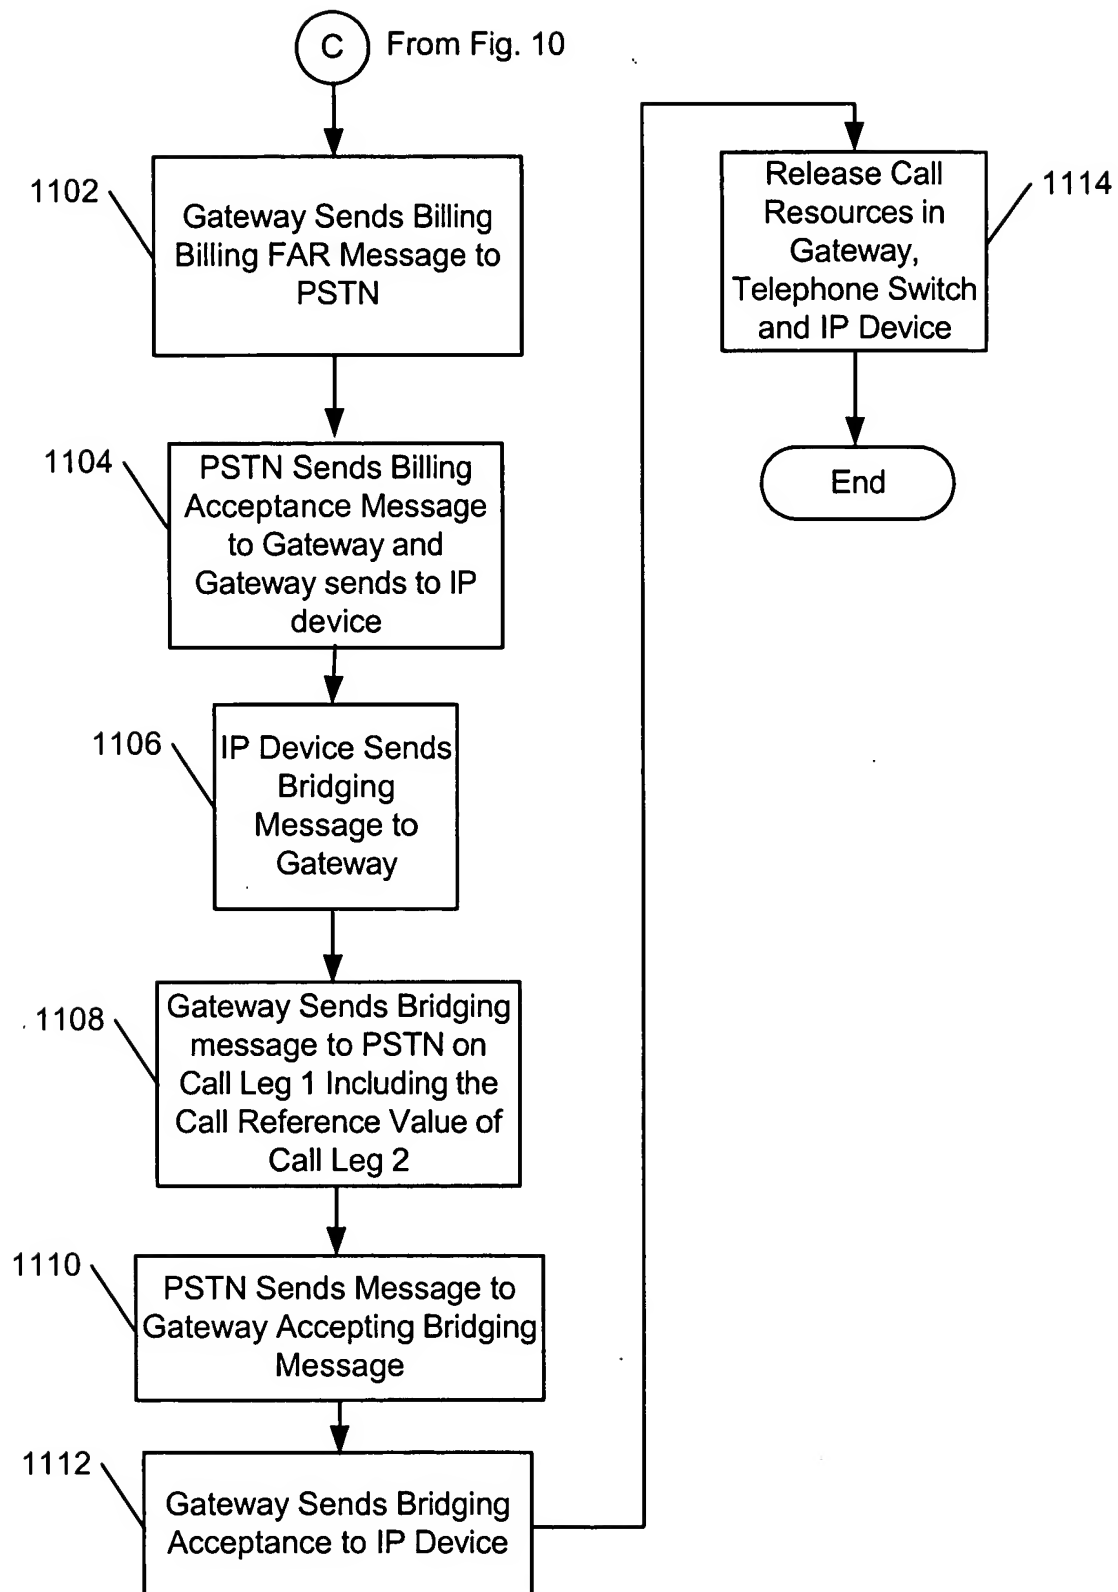 C
From Fig. 10
1102
Gateway Sends Billing
Billing FAR Message to
PSTN
1104
PSTN Sends Billing
Acceptance Message
to Gateway and
Gateway sends to IP
device
1106
IP Device Sends
Bridging
Message to
Gateway
1108
Gateway Sends Bridging
message to PSTN on
Call Leg 1 Including the
Call Reference Value of
Call Leg 2
1110
PSTN Sends Message to
Gateway Accepting Bridging
Message
1112
Gateway Sends Bridging
Acceptance to IP Device
Release Call
Resources in
Gateway,
Telephone Switch
and IP Device
1114
End